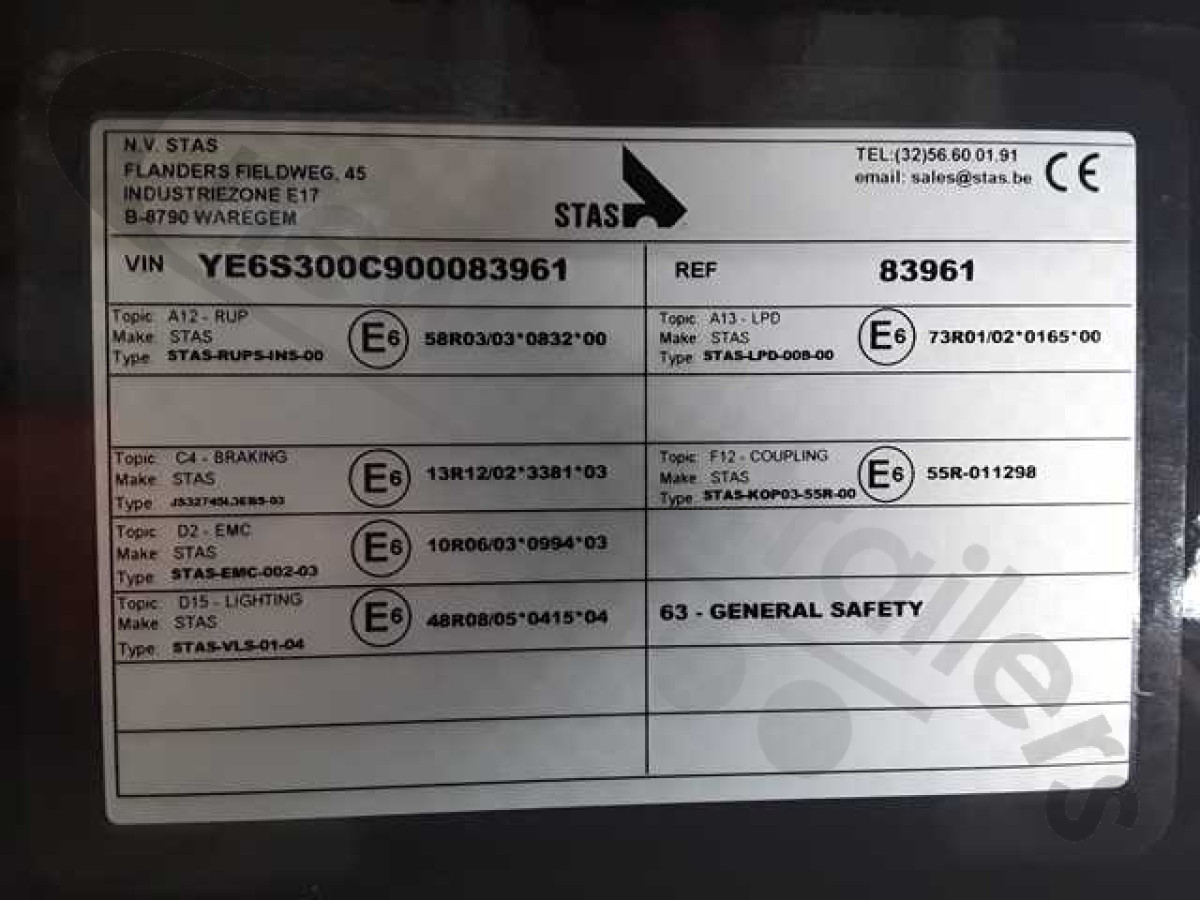 N.V. STAS
FLANDERS FIELDWEG, 45
INDUSTRIEZONE E17
B-8790 WAREGEM
STAS
TEL:(32)56.60.01.91
email: sales@stas.be
CE
VIN YE6S300C900083961
REF 83961
Topic A12 - RUP
Make STAS
Type STAS-RUPS-INS-00
E6
58R03/03*0832*00
Topic A13 - LPD
Make STAS
Type STAS-LPD-008-00
E6
73R01/02*0165*00
Topic C4 - BRAKING
Make STAS
Type
E6
13R12/02*3381*03
Topic F12 - COUPLING
Make STAS
Type STAS-KOP03-55R-00
E6
55R-011298
Topic D2 - EMC
Make STAS
Type STAS-EMC-002-03
E6
10R06/03*0994*03
Topic D15 - LIGHTING
Make STAS
Type STAS-VLS-01-04
E6
48R08/05*0415*04
63 - GENERAL SAFETY